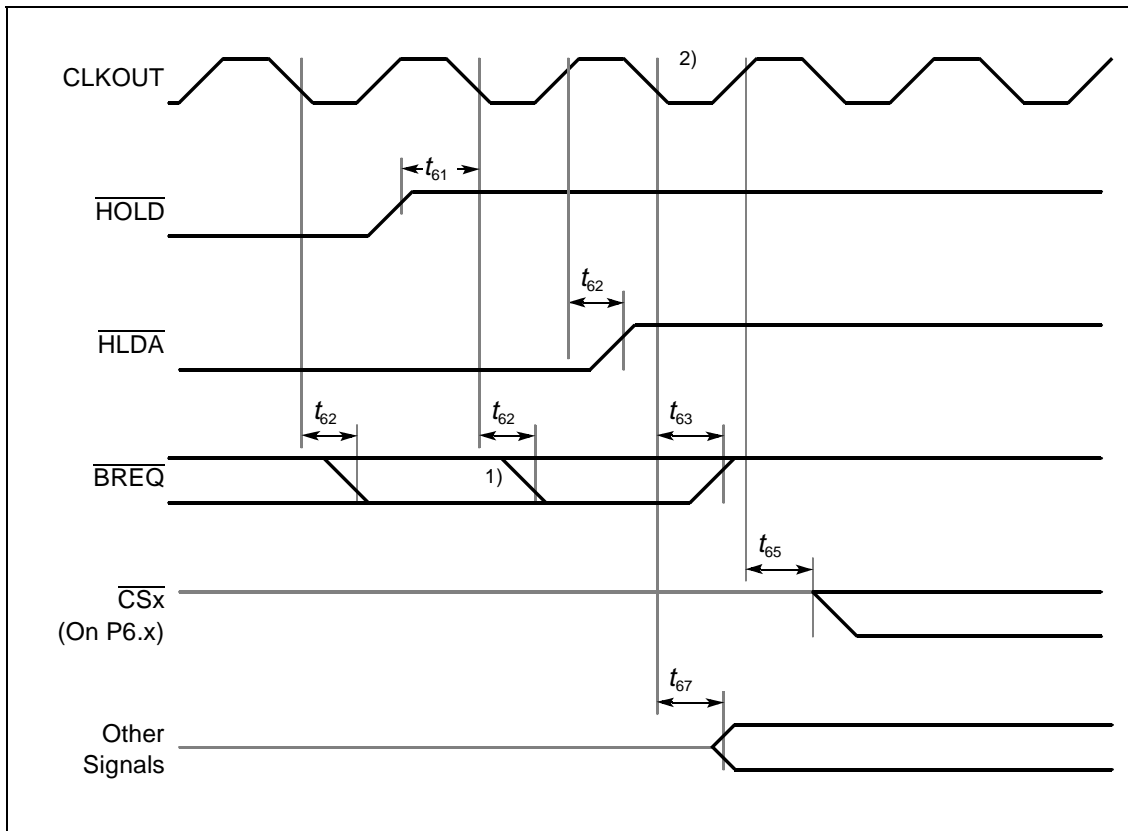 CLKOUT
2)
t61
HOLD
t62
HLDA
t62
t62
t63
BREQ
1)
t65
CSx
(On P6.x)
t67
Other
Signals